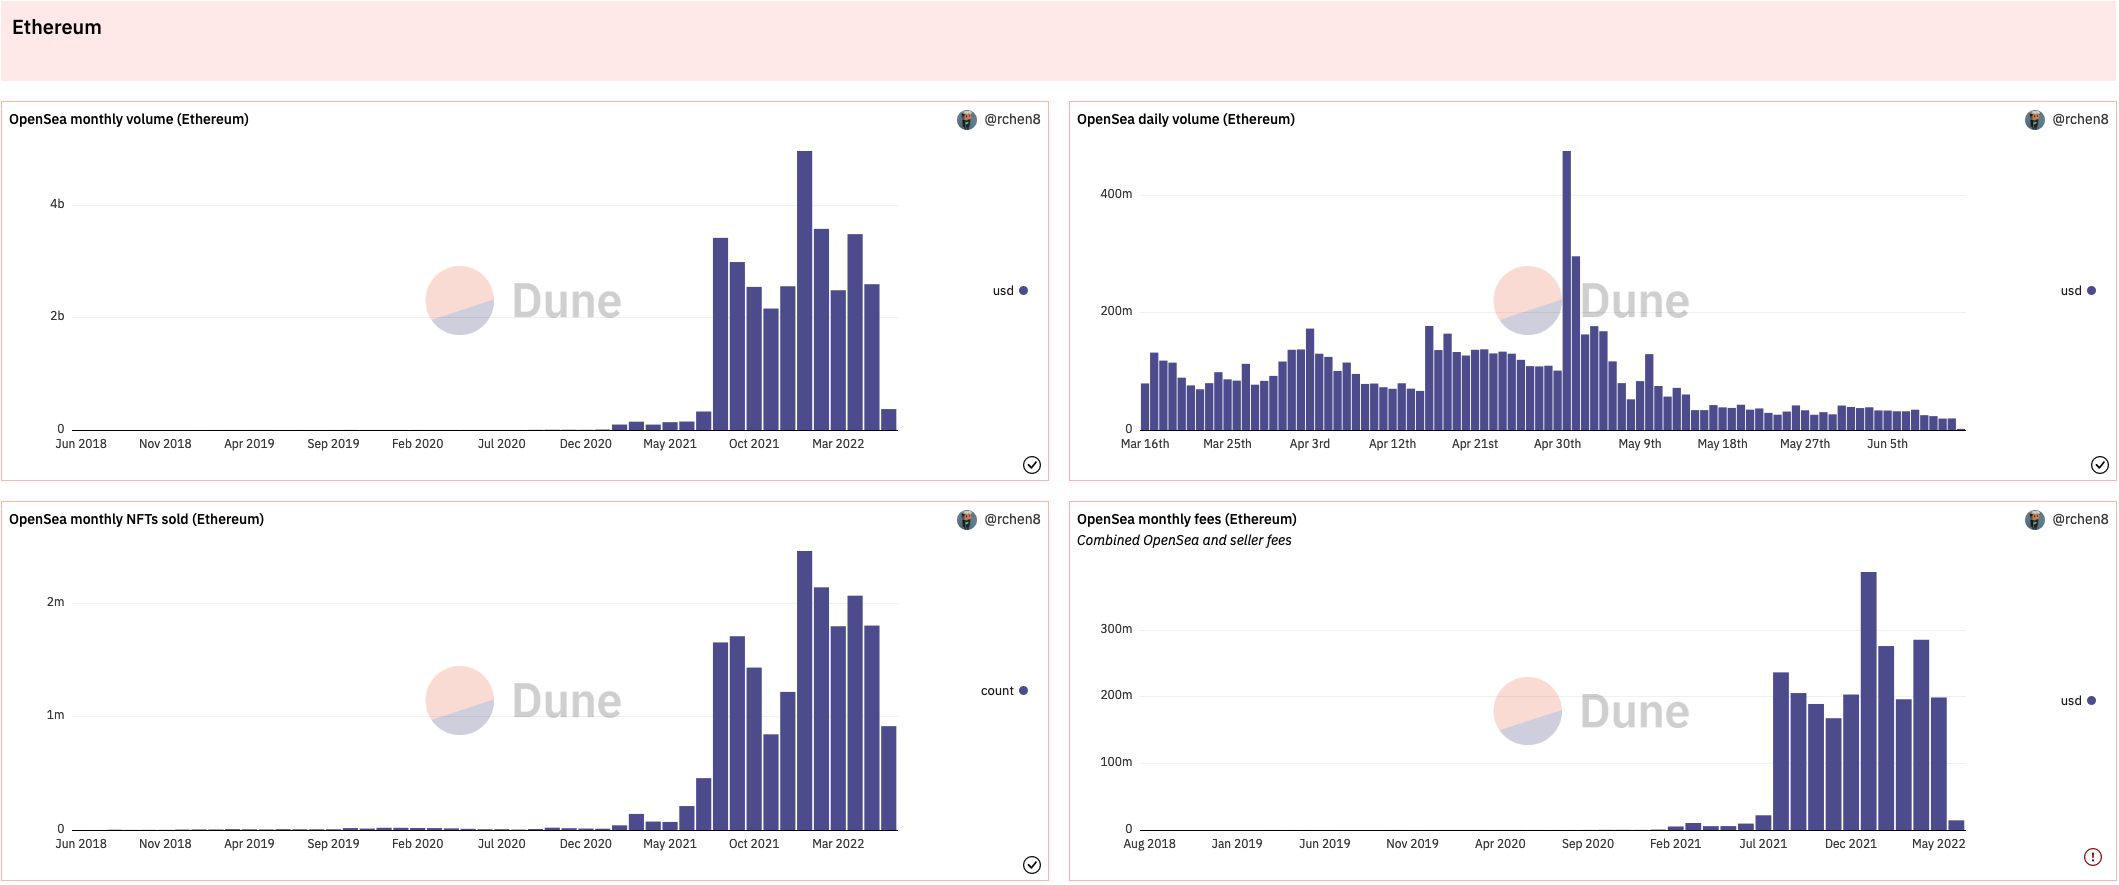 Ethereum
OpenSea monthly volume (Ethereum)
@rchen8
4b
2b
0
Dune
usd
Jun 2018 Nov 2018 Apr 2019 Sep 2019 Feb 2020 Jul 2020 Dec 2020 May 2021 Oct 2021 Mar 2022
OpenSea daily volume (Ethereum)
@rchen8
400m
200m
0
Dune
usd
Mar 16th Mar 25th Apr 3rd Apr 12th Apr 21st Apr 30th May 9th May 18th May 27th Jun 5th
OpenSea monthly NFTs sold (Ethereum)
@rchen8
2m
1m
0
Dune
count
Jun 2018 Nov 2018 Apr 2019 Sep 2019 Feb 2020 Jul 2020 Dec 2020 May 2021 Oct 2021 Mar 2022
OpenSea monthly fees (Ethereum)
@rchen8
Combined OpenSea and seller fees
300m
200m
100m
0
Dune
usd
Aug 2018 Jan 2019 Jun 2019 Nov 2019 Apr 2020 Sep 2020 Feb 2021 Jul 2021 Dec 2021 May 2022